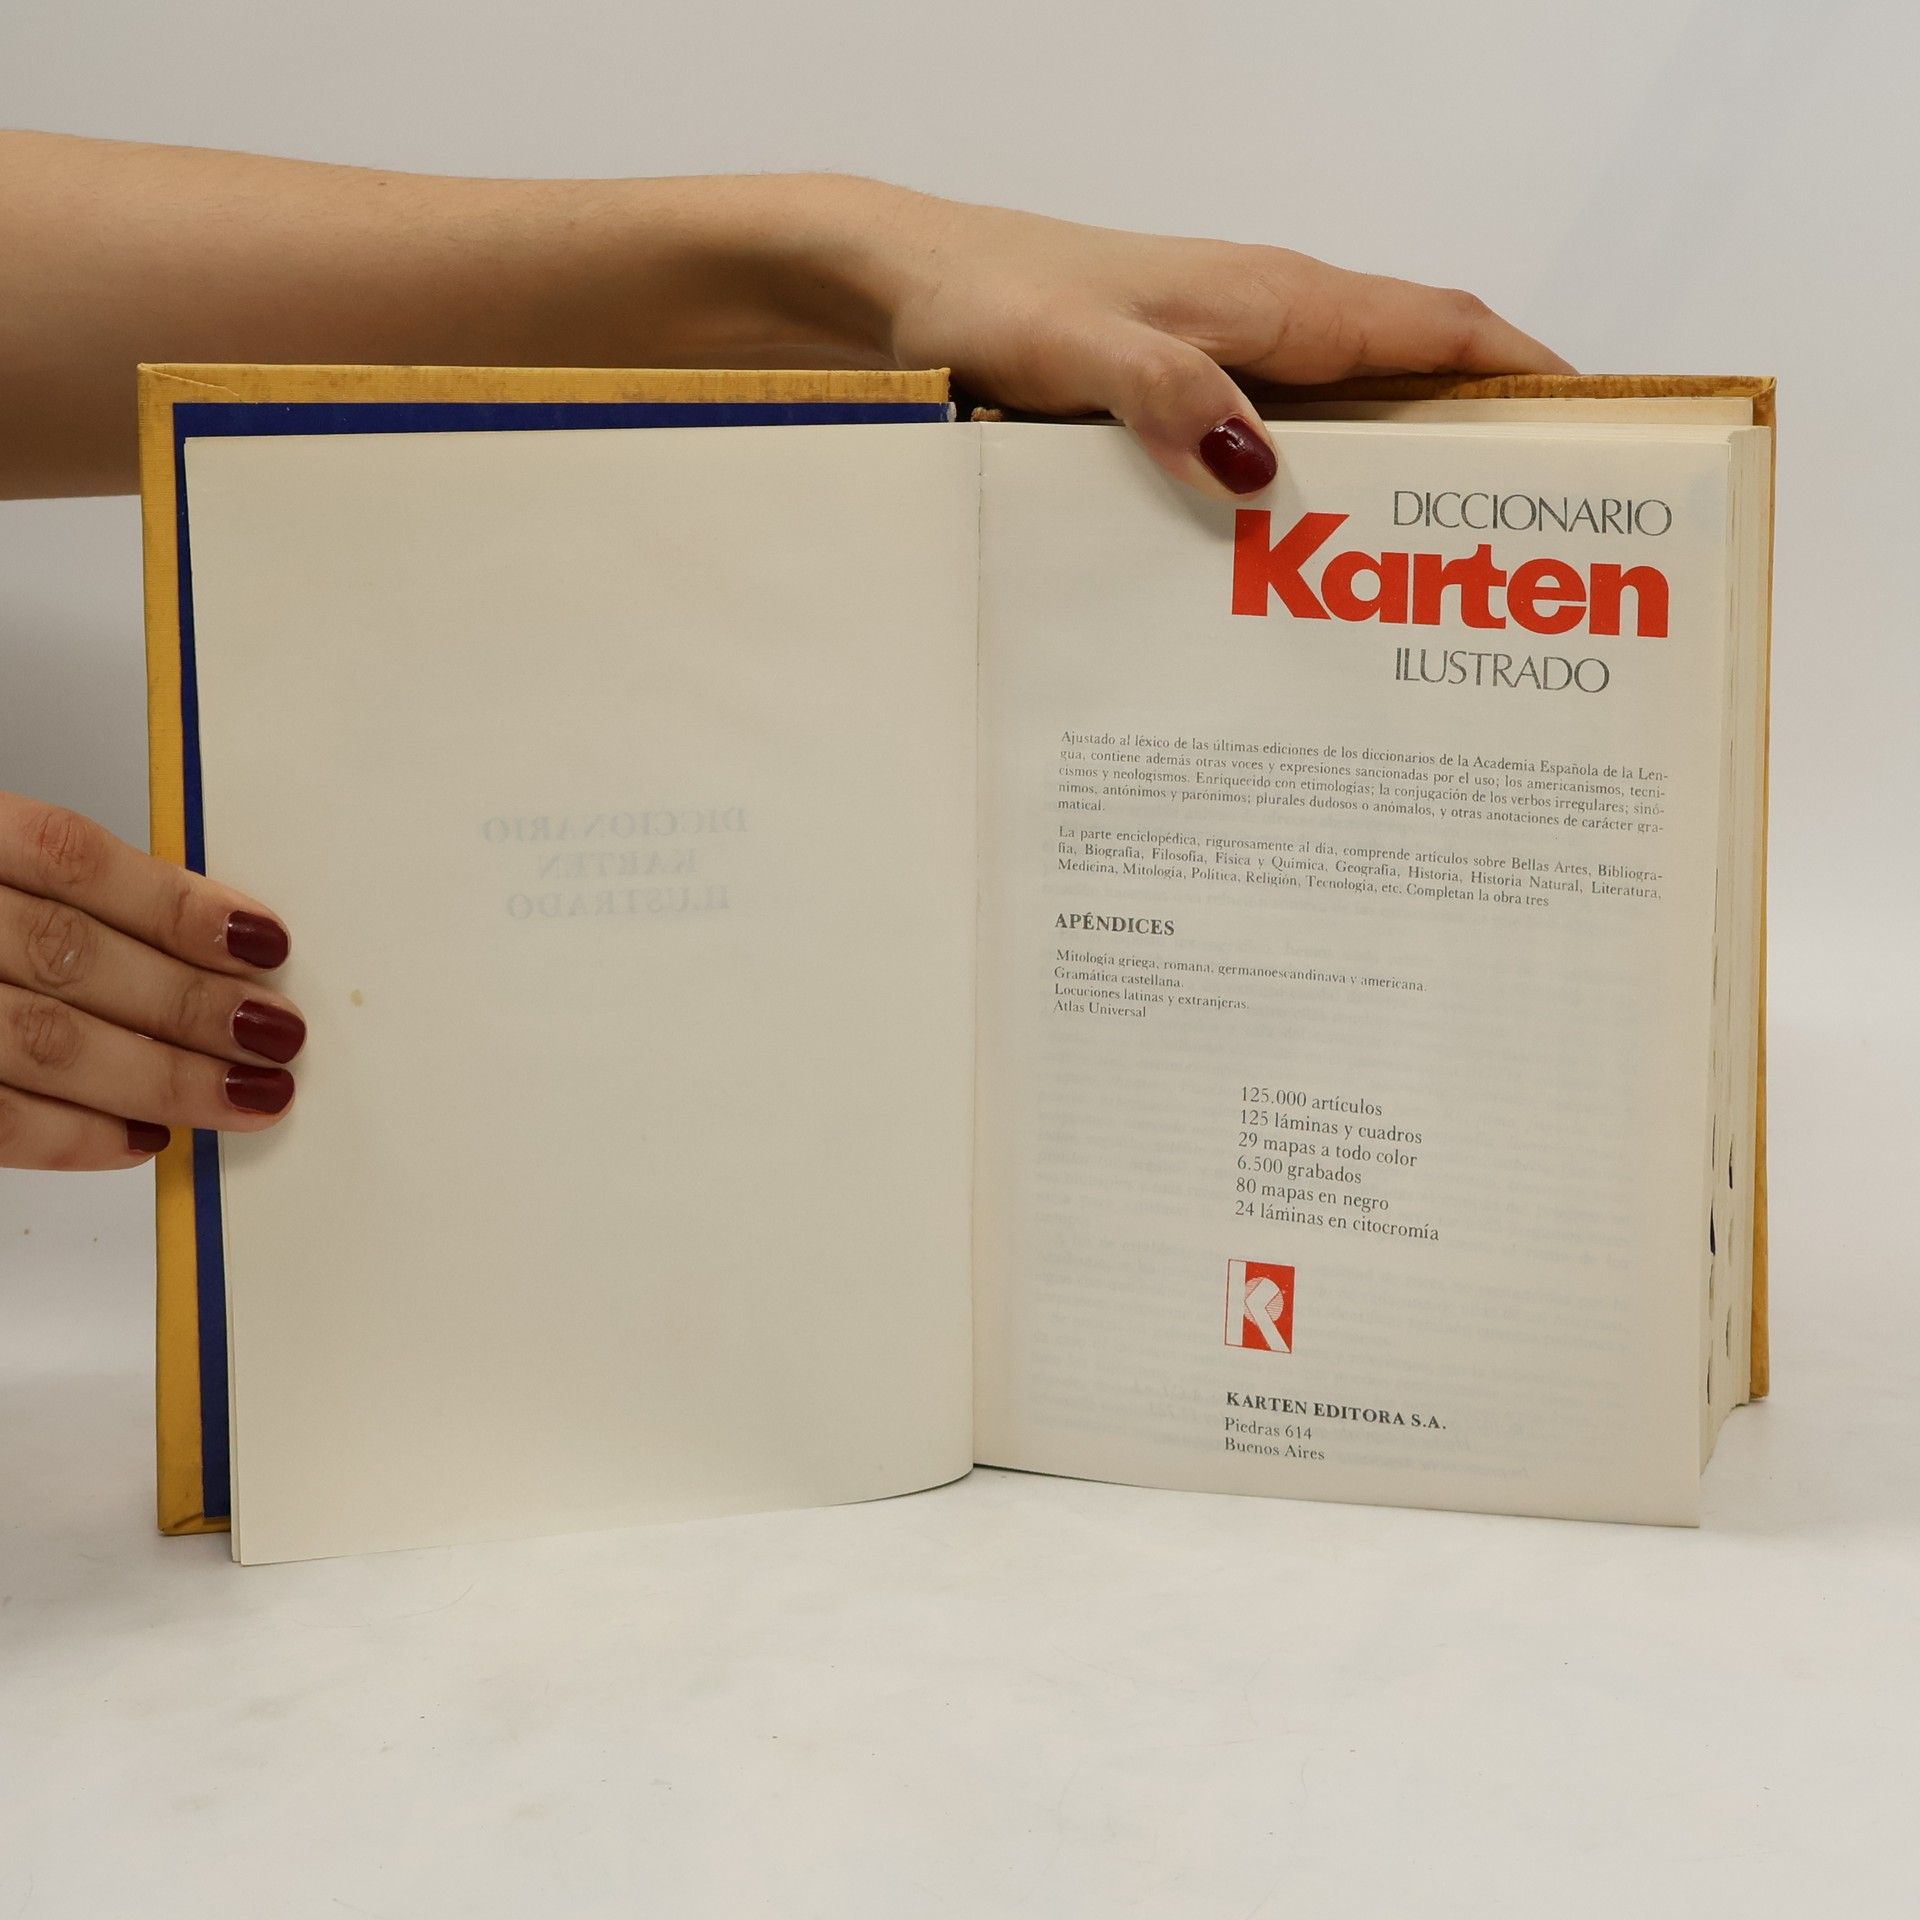 DICCIONARIO
KARTEN
ILUSTRADO
DICCIONARIO
Karten
ILUSTRADO
Ajustado al léxico de las últimas ediciones de los diccionarios de la Academia Española de la Len-
gua, contiene además otras voces y expresiones sancionadas por el uso; los americanismos, tecni-
cismos y neologismos. Enriquecido con etimologías; la conjugación de los verbos irregulares; sinó-
nimos, antónimos y parónimos; plurales dudosos o anómalos, y otras anotaciones de carácter gra-
matical.
La parte enciclopédica, rigurosamente al día, comprende artículos sobre Bellas Artes, Bibliogra-
fía, Biografía, Filosofía, Física y Química, Geografía, Historia, Historia Natural, Literatura,
Medicina, Mitología, Política, Religión, Tecnología, etc. Completan la obra tres
APÉNDICES
Mitología griega, romana, germanoescandinava y americana.
Gramática castellana.
Locuciones latinas y extranjeras.
Atlas Universal
125.000 artículos
125 láminas y cuadros
29 mapas a todo color
6.500 grabados
80 mapas en negro
24 láminas en citocromía
K
KARTEN EDITORA S.A.
Piedras 614
Buenos Aires